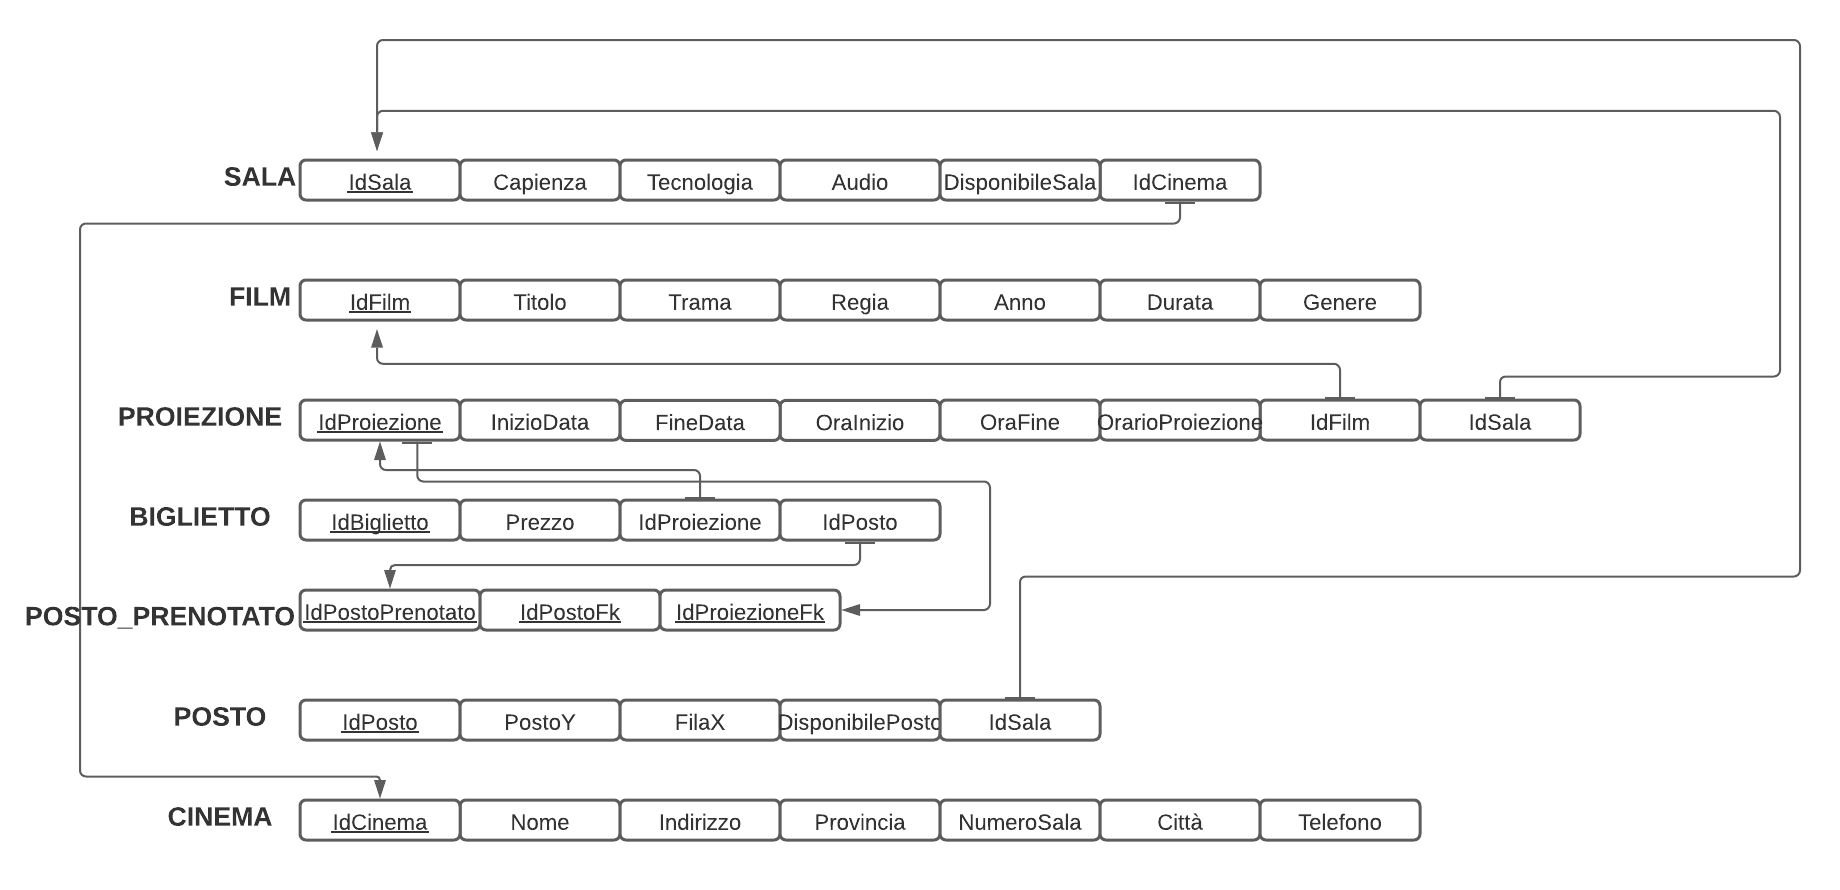 SALA IdSala Capienza Tecnologia Audio DisponibileSala IdCinema
FILM IdFilm Titolo Trama Regia Anno Durata Genere
PROIEZIONE IdProiezione InizioData FineData OraInizio OraFine OrarioProiezione IdFilm IdSala
BIGLIETTO IdBiglietto Prezzo IdProiezione IdPosto
POSTO_PRENOTATO IdPostoPrenotato IdPostoFk IdProiezioneFk
POSTO IdPosto PostoY FilaX DisponibilePosto IdSala
CINEMA IdCinema Nome Indirizzo Provincia NumeroSala Città Telefono